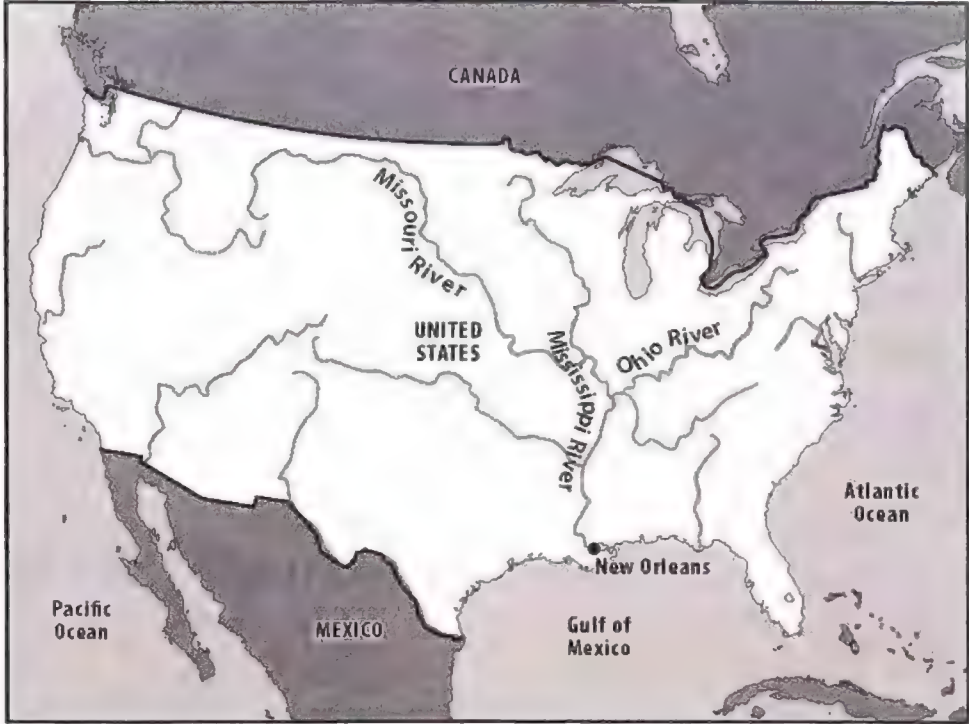 CANADA
Missouri River
UNITED
STATES
Mississippi River
Ohio River
Atlantic
Ocean
New Orleans
Pacific
Ocean
MEXICO
Gulf of
Mexico